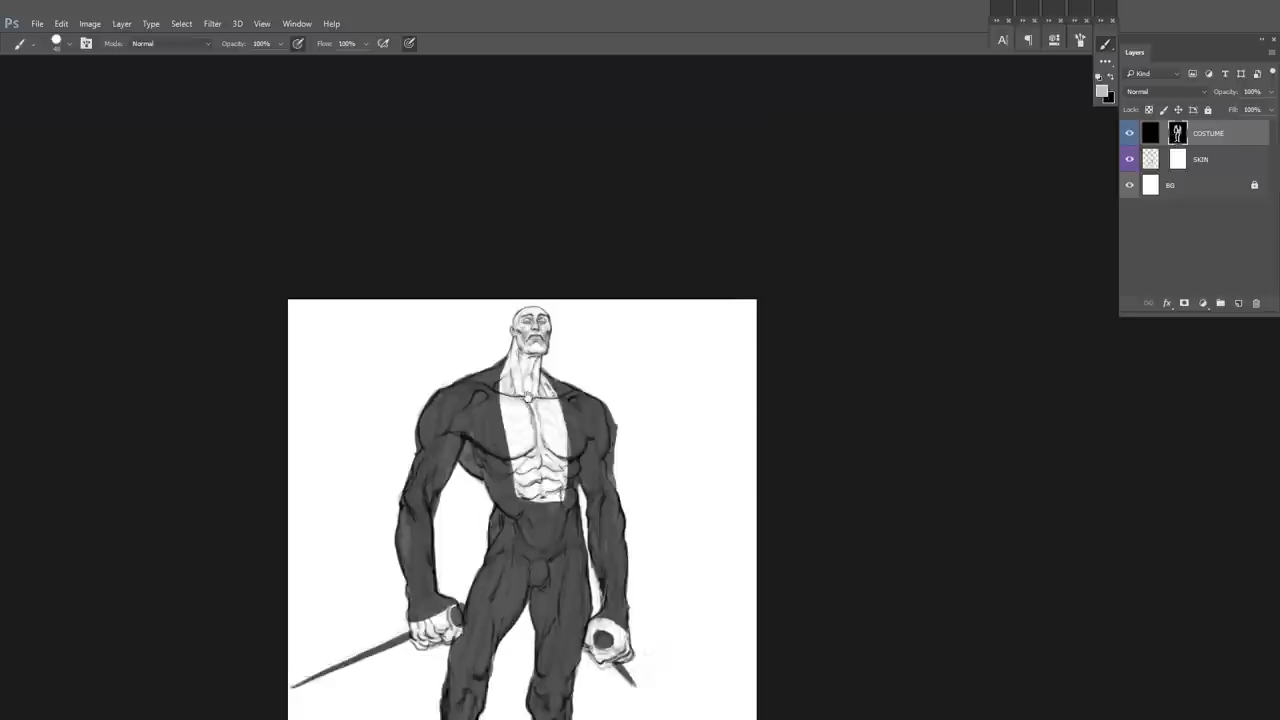 Ps File Edit Image Layer Type Select Filter 3D View Window Help
Mode: Normal Opacity: 100% Flow: 100%
Layers
Kind
Normal Opacity: 100%
Lock: Fill: 100%
COSTUME
SKIN
BG